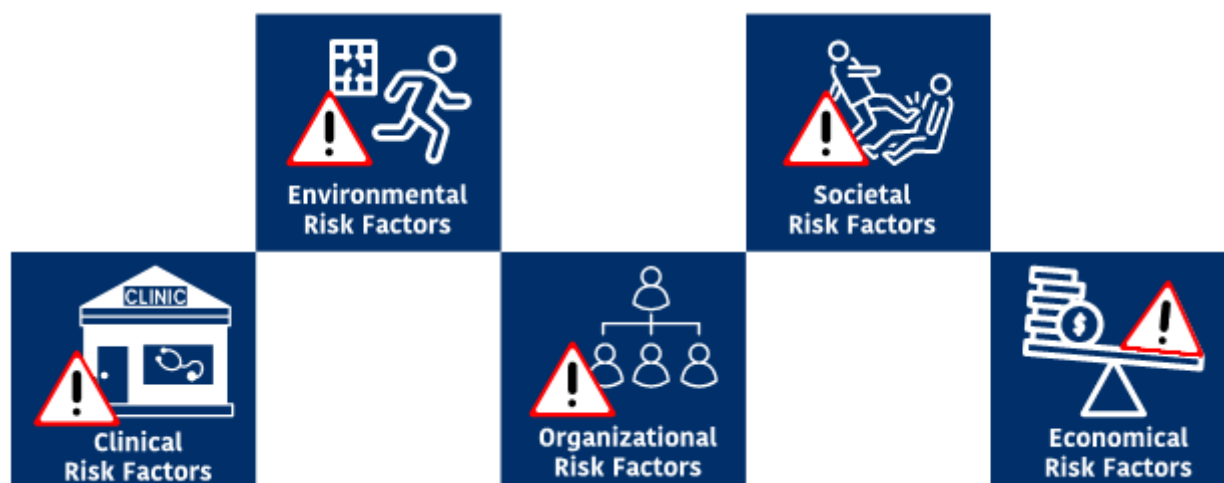 Environmental
Risk Factors
Societal
Risk Factors
CLINIC
Clinical
Risk Factors
Organizational
Risk Factors
$
Economical
Risk Factors